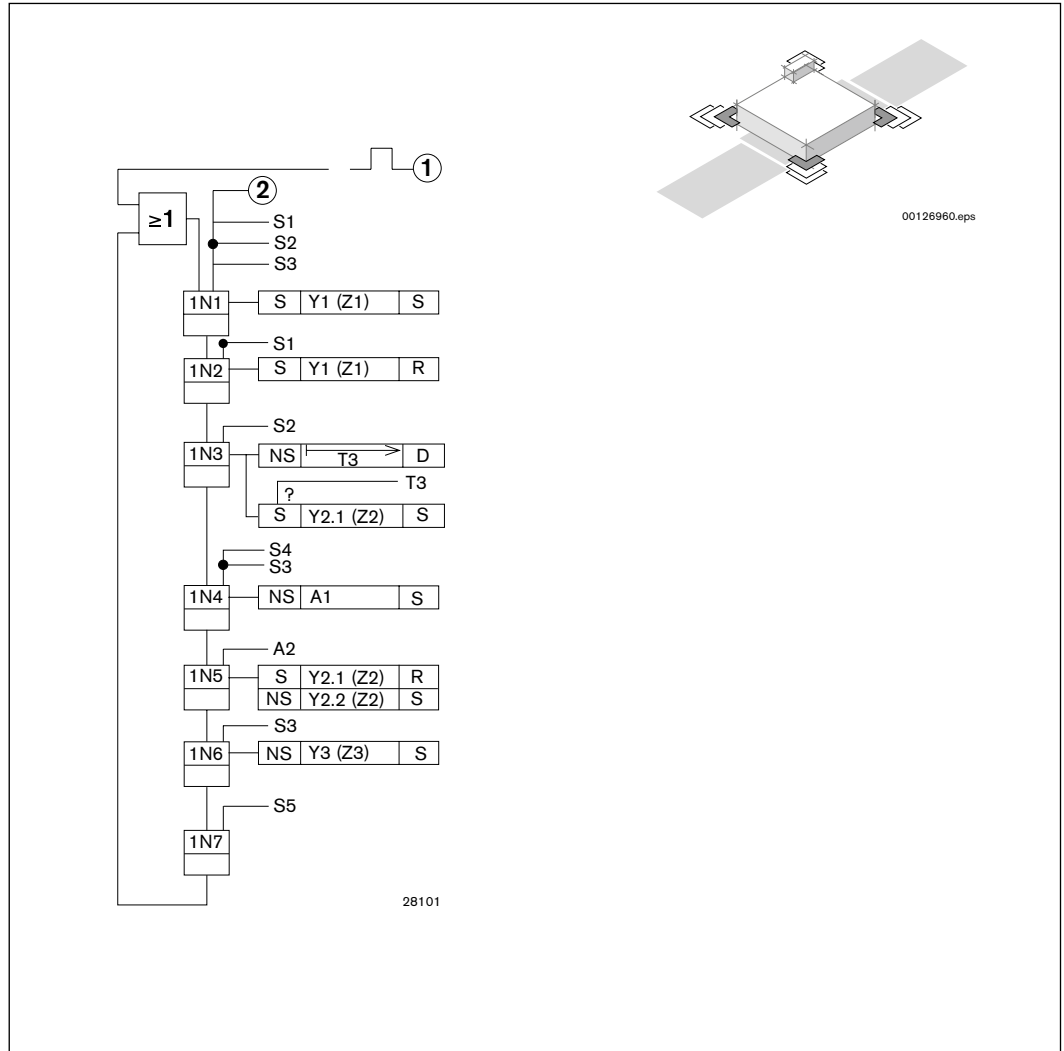 1
2
≥1
S1
S2
S3
1N1 S Y1 (Z1) S
S1
1N2 S Y1 (Z1) R
S2
1N3 NS T3 D
T3
?
S Y2.1 (Z2) S
S4
S3
1N4 NS A1 S
A2
1N5 S Y2.1 (Z2) R
NS Y2.2 (Z2) S
S3
1N6 NS Y3 (Z3) S
S5
1N7
28101
00126960.eps